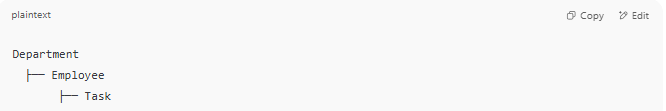 plaintext Copy Edit
Department
├── Employee
├── Task